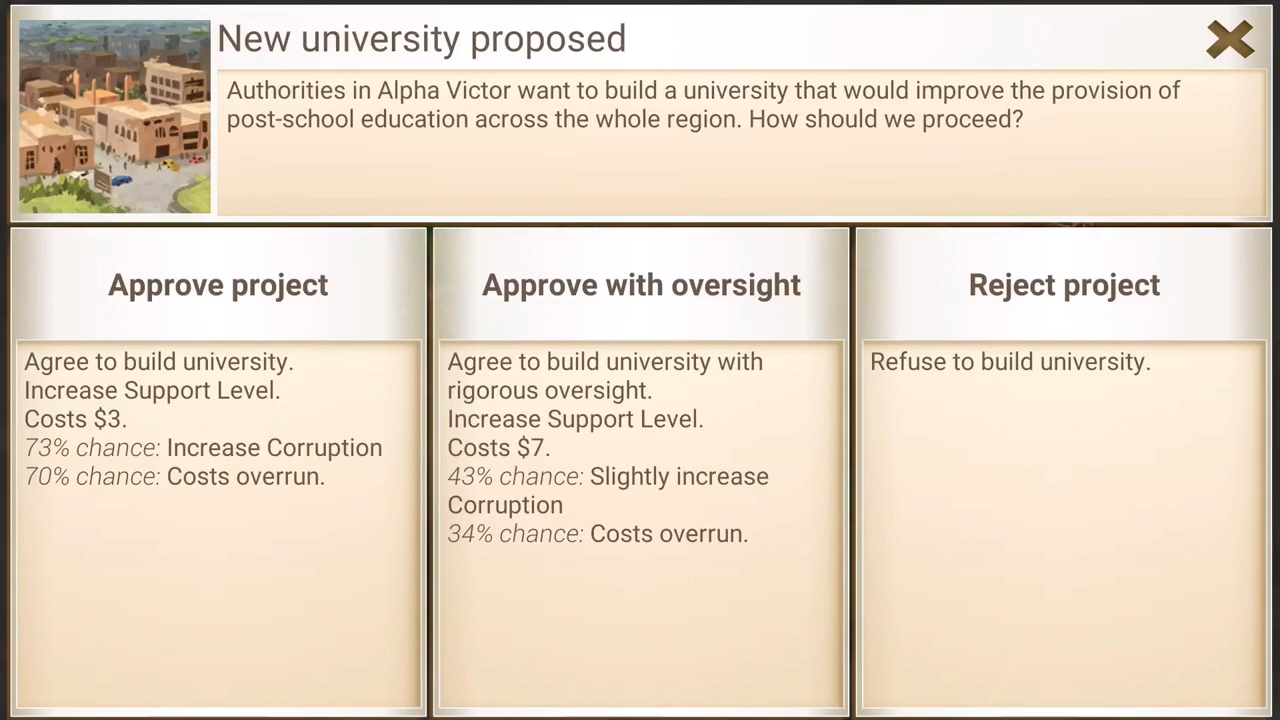 New university proposed
Authorities in Alpha Victor want to build a university that would improve the provision of
post-school education across the whole region. How should we proceed?
Approve project
Agree to build university.
Increase Support Level.
Costs $3.
73% chance: Increase Corruption
70% chance: Costs overrun.
Approve with oversight
Agree to build university with
rigorous oversight.
Increase Support Level.
Costs $7.
43% chance: Slightly increase
Corruption
34% chance: Costs overrun.
Reject project
Refuse to build university.